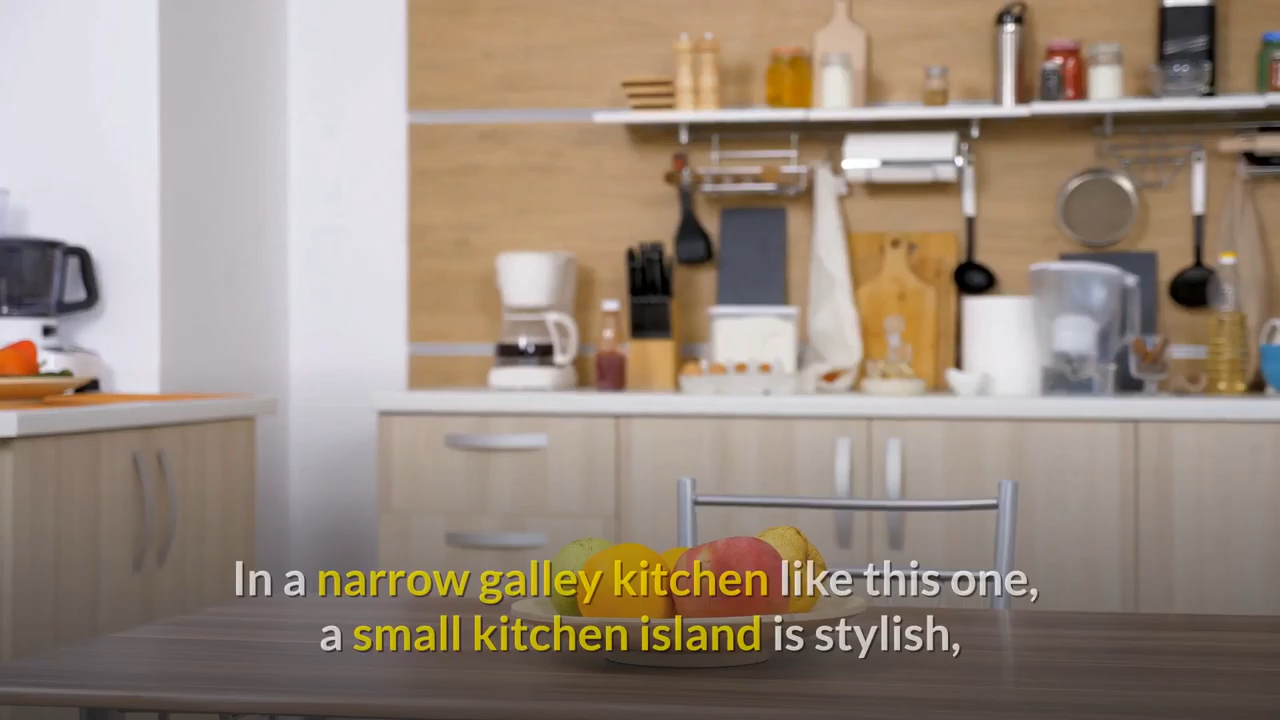 In a narrow galley kitchen like this one,
a small kitchen island is stylish,